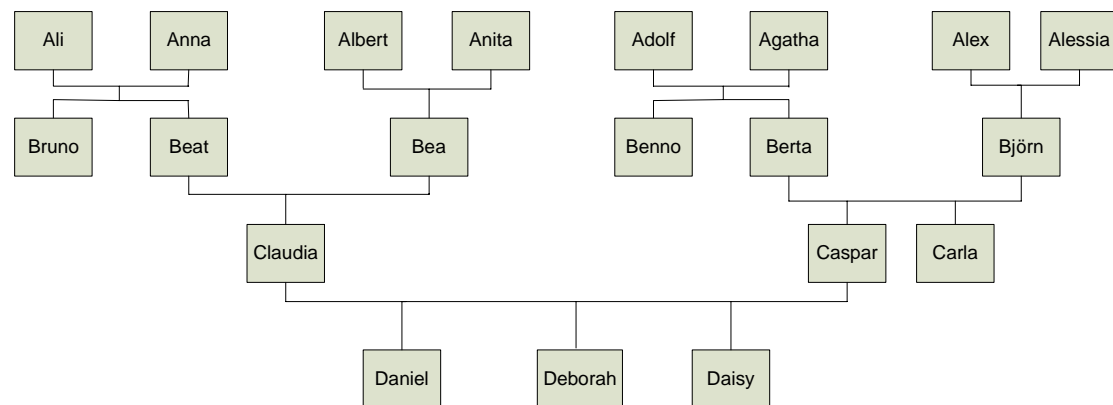 Ali
Anna
Albert
Anita
Adolf
Agatha
Alex
Alessia
Bruno
Beat
Bea
Benno
Berta
Björn
Claudia
Caspar
Carla
Daniel
Deborah
Daisy